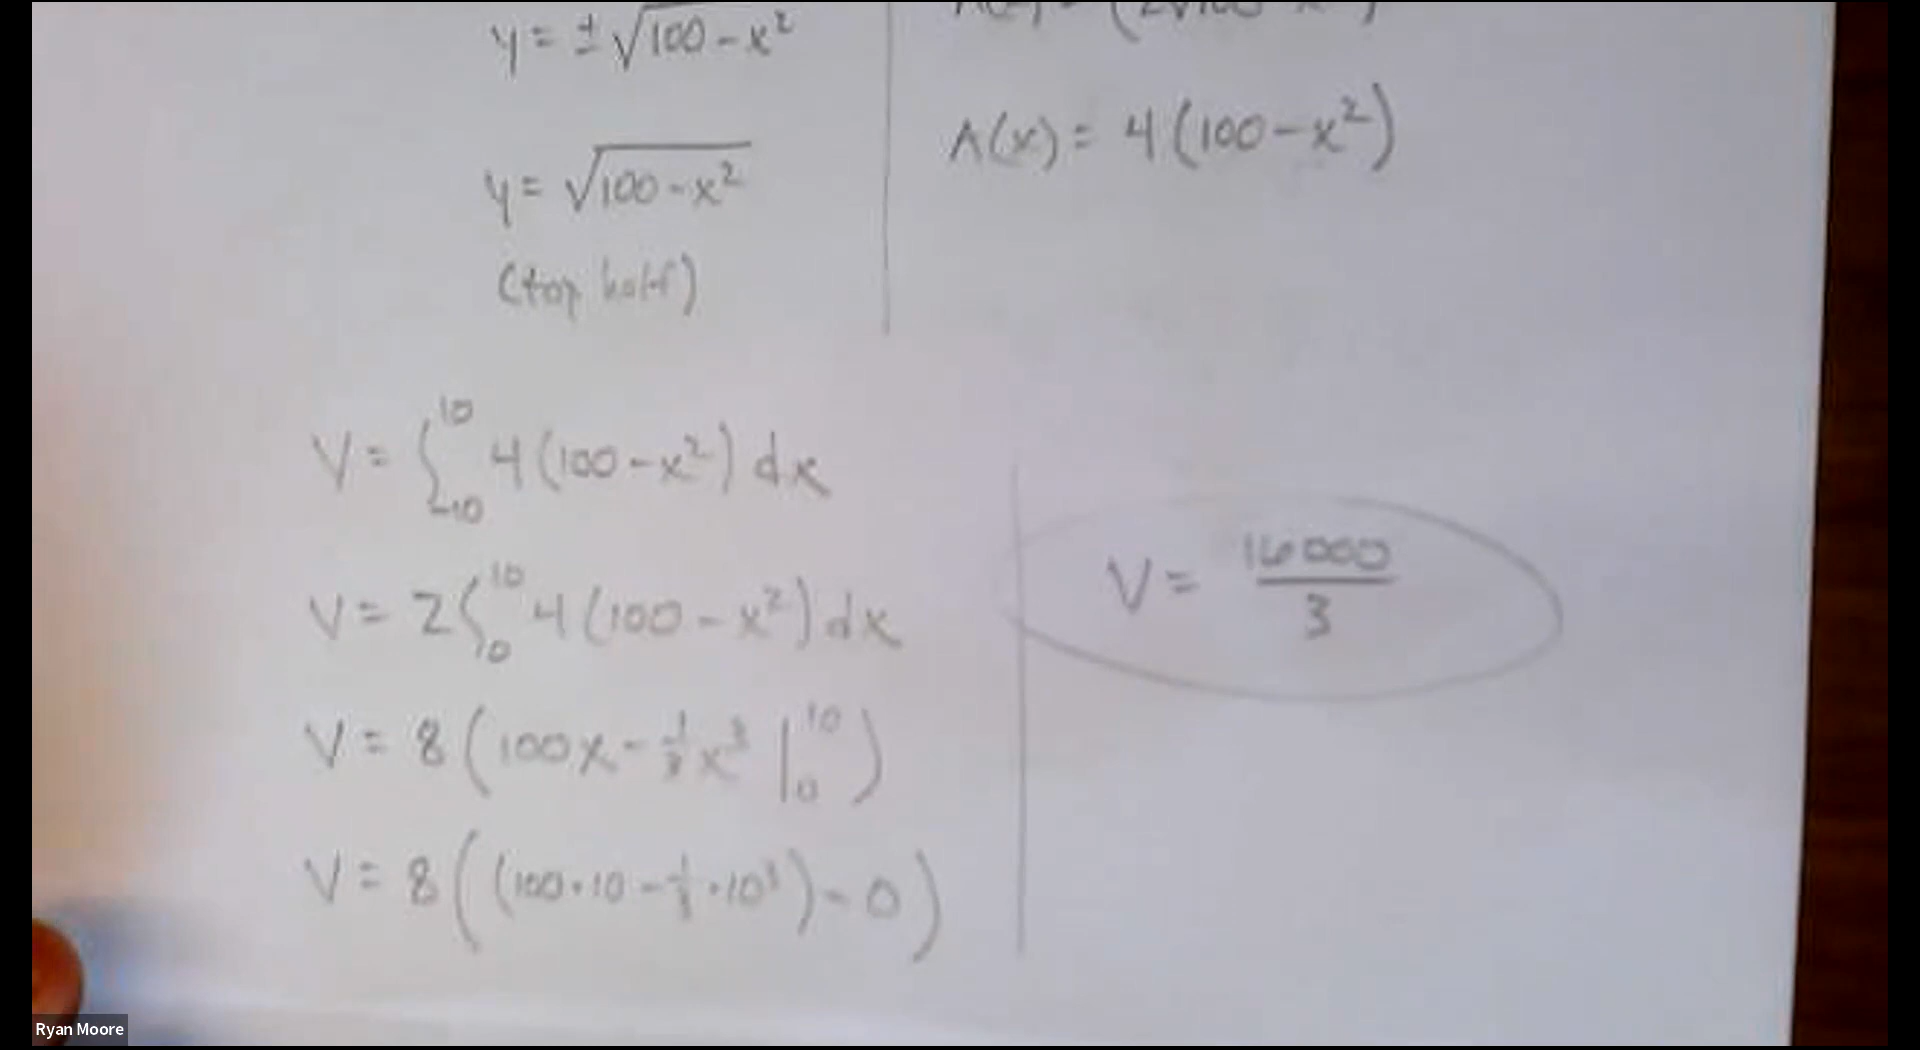 y = ±√100 - x²
y = √100 - x²
(top half)
A(x) = 4(100 - x²)
V = ∫₋₁₀¹⁰ 4(100 - x²) dx
V = 2∫₀¹⁰ 4(100 - x²) dx
V = 8(100x - ⅓x³ |₀¹⁰)
V = 8((100·10 - ⅓·10³) - 0)
V = 16000/3
Ryan Moore